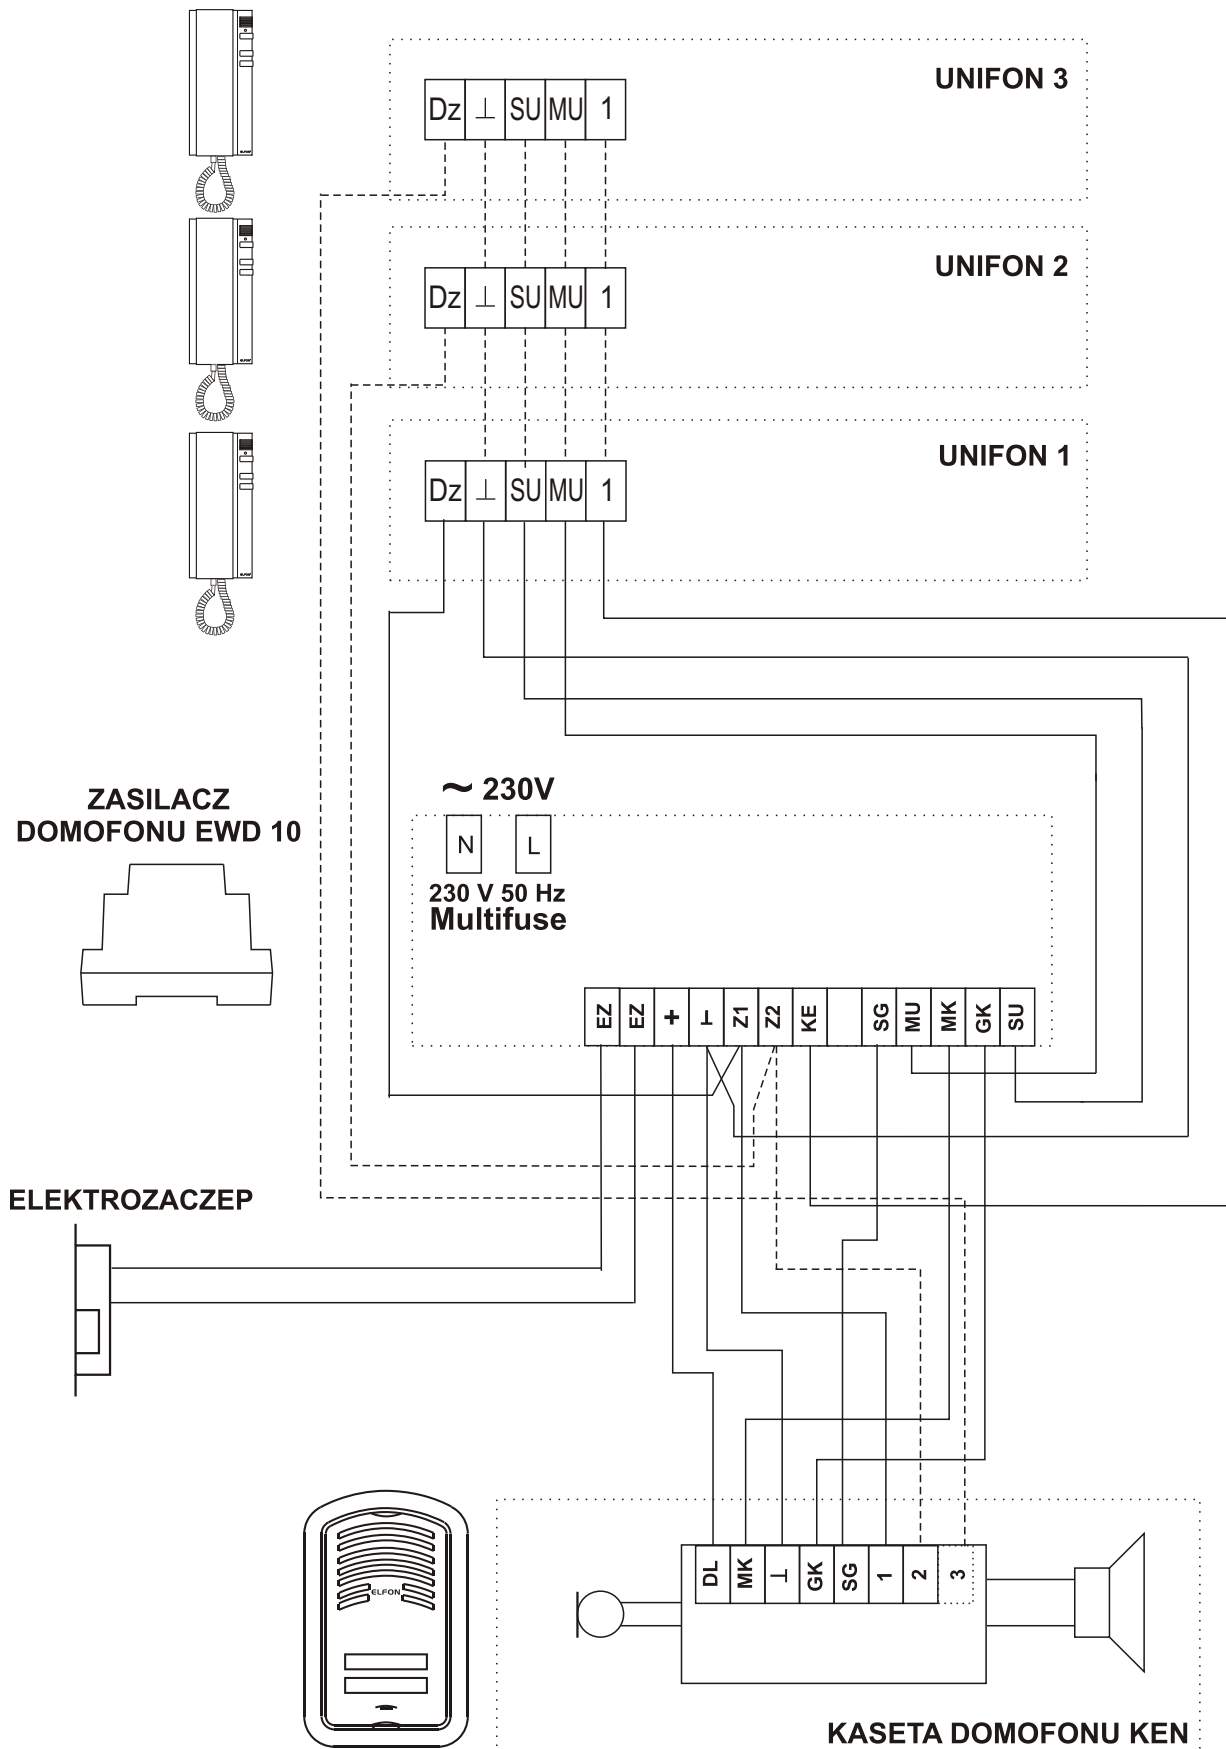 UNIFON 3
Dz ⊥ SU MU 1
UNIFON 2
Dz ⊥ SU MU 1
UNIFON 1
Dz ⊥ SU MU 1
ZASILACZ
DOMOFONU EWD 10
~ 230V
N L
230 V 50 Hz
Multifuse
EZ EZ + ⊥ Z1 Z2 KE SG MU MK GK SU
ELEKTROZACZEP
DL MK ⊥ GK SG 1 2 3
ELFON
KASETA DOMOFONU KEN